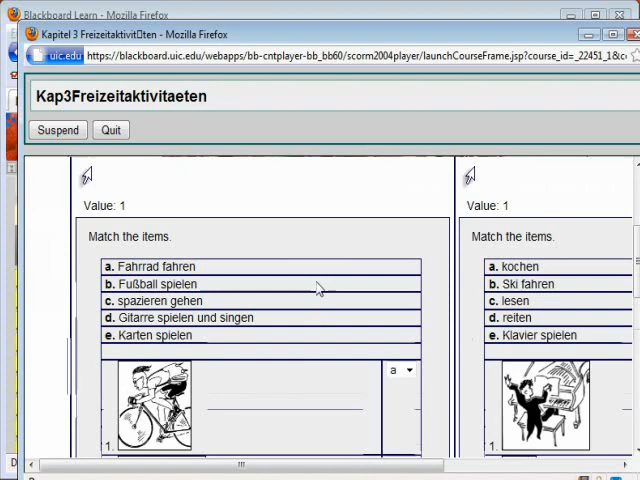 Blackboard Learn - Mozilla Firefox
Kapitel 3 Freizeitaktivit□ten - Mozilla Firefox
uic.edu https://blackboard.uic.edu/webapps/bb-cntplayer-bb_bb60/scorm2004player/launchCourseFrame.jsp?course_id=_22451_1&c
Kap3Freizeitaktivitaeten
Suspend Quit
Value: 1
Match the items.
a. Fahrrad fahren
b. Fußball spielen
c. spazieren gehen
d. Gitarre spielen und singen
e. Karten spielen
a
1.
Value: 1
Match the items.
a. kochen
b. Ski fahren
c. lesen
d. reiten
e. Klavier spielen
1.